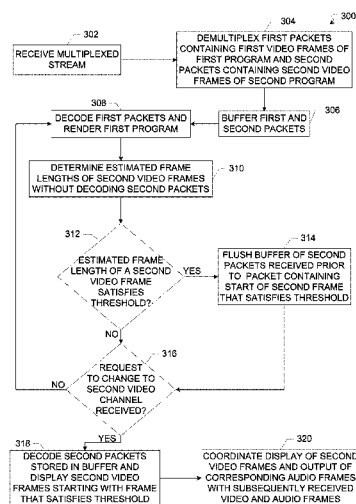 300
302
RECEIVE MULTIPLEXED
STREAM
304
DEMULTIPLEX FIRST PACKETS
CONTAINING FIRST VIDEO FRAMES OF
FIRST PROGRAM AND SECOND
PACKETS CONTAINING SECOND VIDEO
FRAMES OF SECOND PROGRAM
308
DECODE FIRST PACKETS AND
RENDER FIRST PROGRAM
BUFFER FIRST AND
SECOND PACKETS
306
DETERMINE ESTIMATED FRAME
LENGTHS OF SECOND VIDEO FRAMES
WITHOUT DECODING SECOND PACKETS
310
312
ESTIMATED FRAME
LENGTH OF A SECOND
VIDEO FRAME
SATISFIES
THRESHOLD?
YES
314
FLUSH BUFFER OF SECOND
PACKETS RECEIVED PRIOR
TO PACKET CONTAINING
START OF SECOND FRAME
THAT SATISFIES THRESHOLD
NO
316
REQUEST
TO CHANGE TO
SECOND VIDEO
CHANNEL
RECEIVED?
NO
YES
318
DECODE SECOND PACKETS
STORED IN BUFFER AND
DISPLAY SECOND VIDEO
FRAMES STARTING WITH FRAME
THAT SATISFIES THRESHOLD
320
COORDINATE DISPLAY OF SECOND
VIDEO FRAMES AND OUTPUT OF
CORRESPONDING AUDIO FRAMES
WITH SUBSEQUENTLY RECEIVED
VIDEO AND AUDIO FRAMES